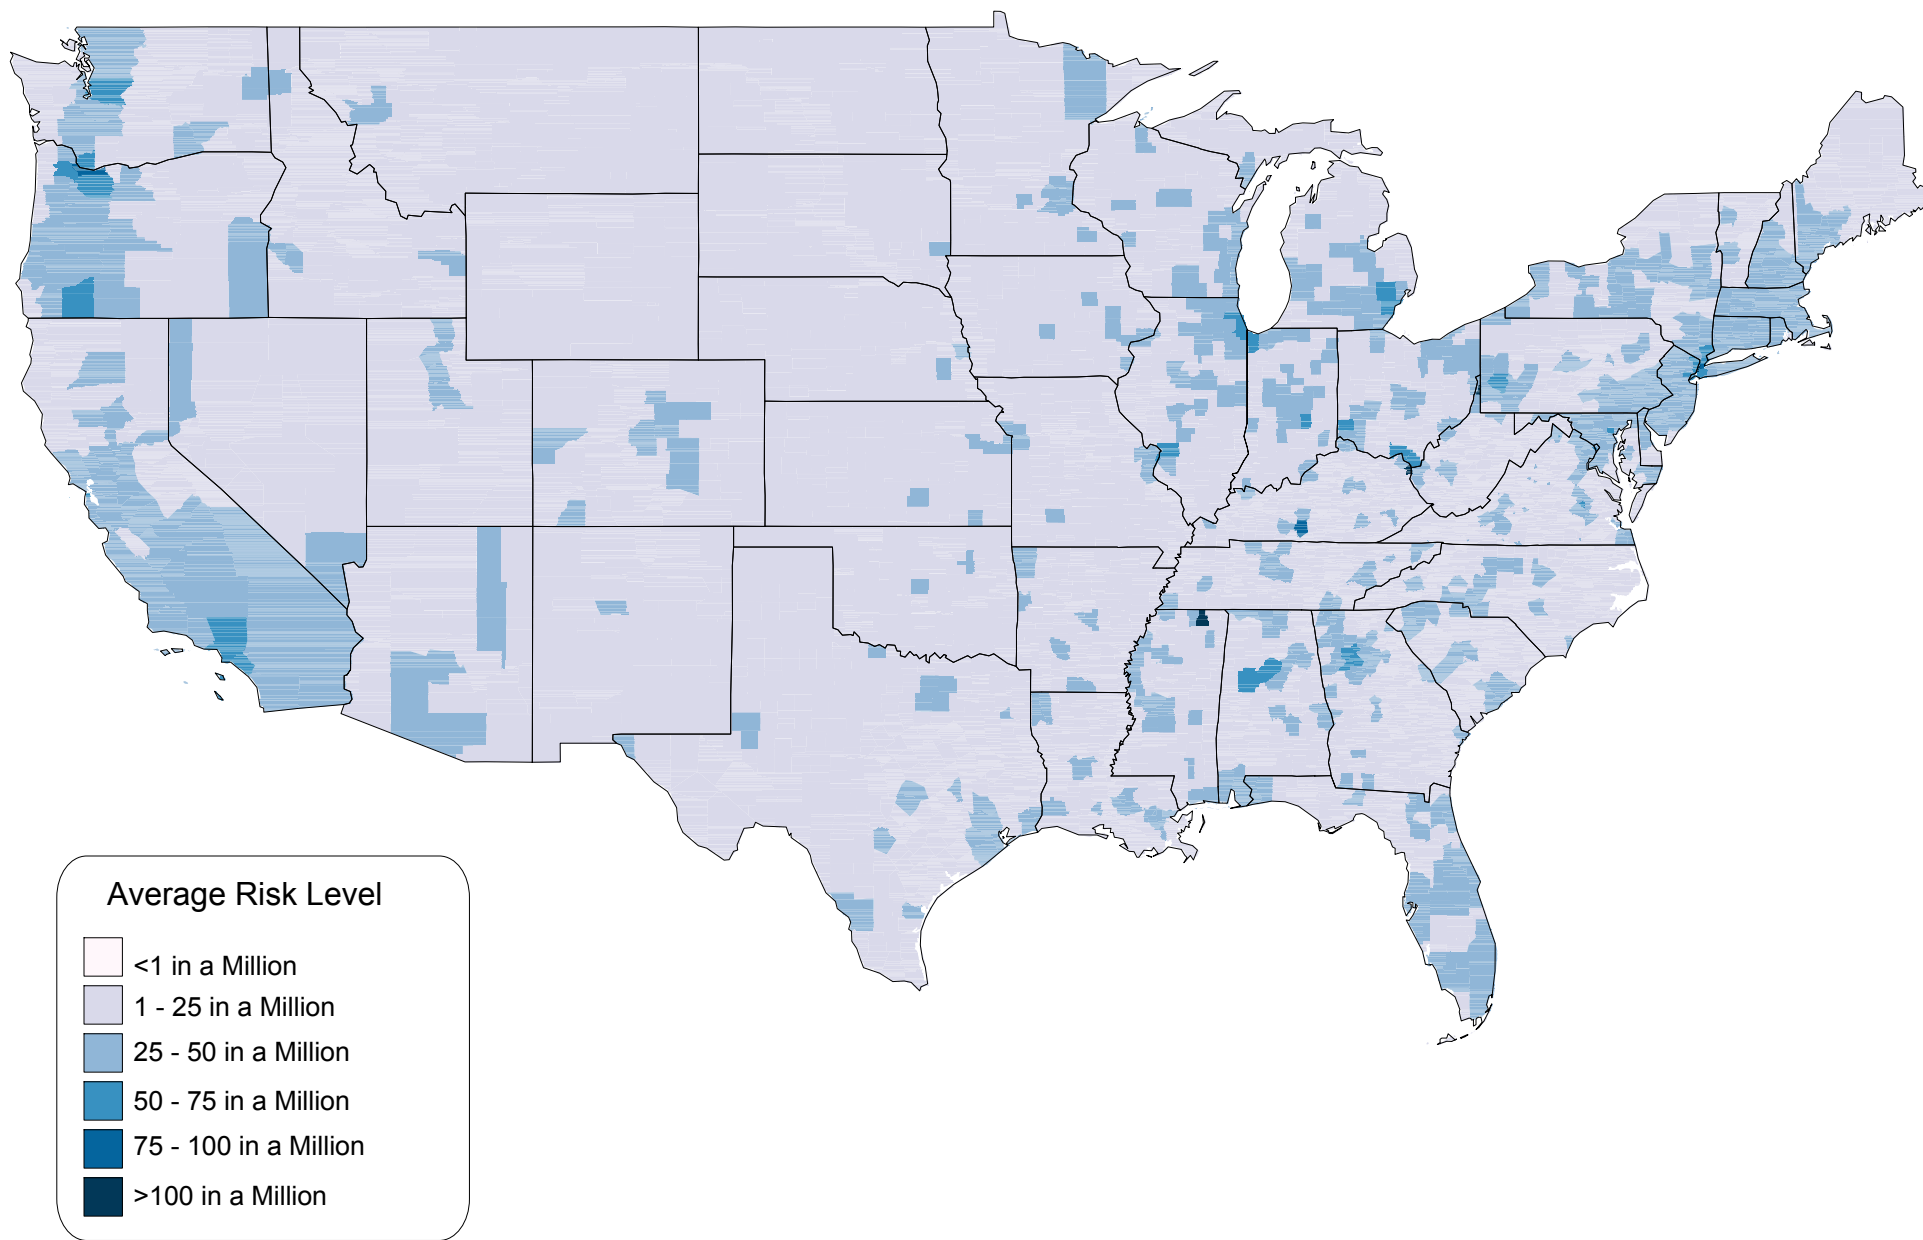 Average Risk Level
<1 in a Million
1 - 25 in a Million
25 - 50 in a Million
50 - 75 in a Million
75 - 100 in a Million
>100 in a Million